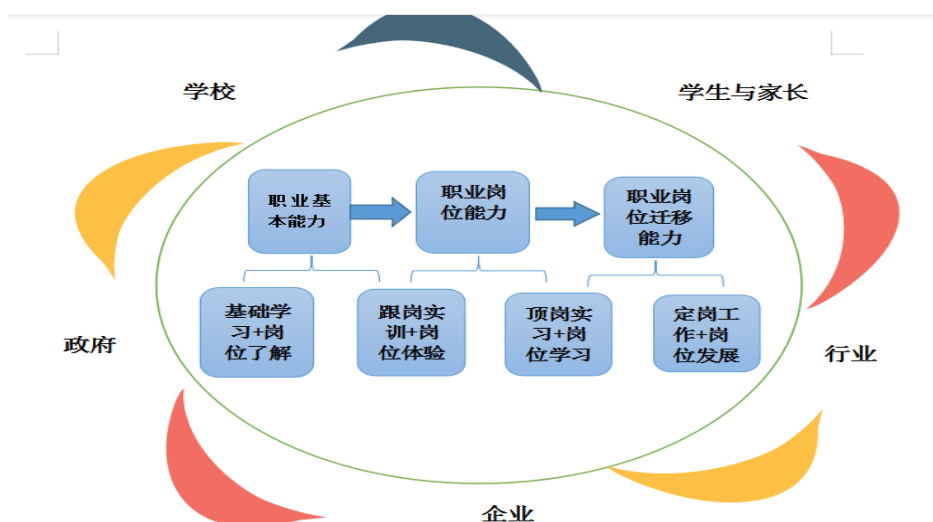 学校
学生与家长
职业基
本能力
职业岗
位能力
职业岗
位迁移
能力
基础学
习+岗
位了解
跟岗实
训+岗
位体验
顶岗实
习+岗
位学习
定岗工
作+岗
位发展
政府
行业
企业